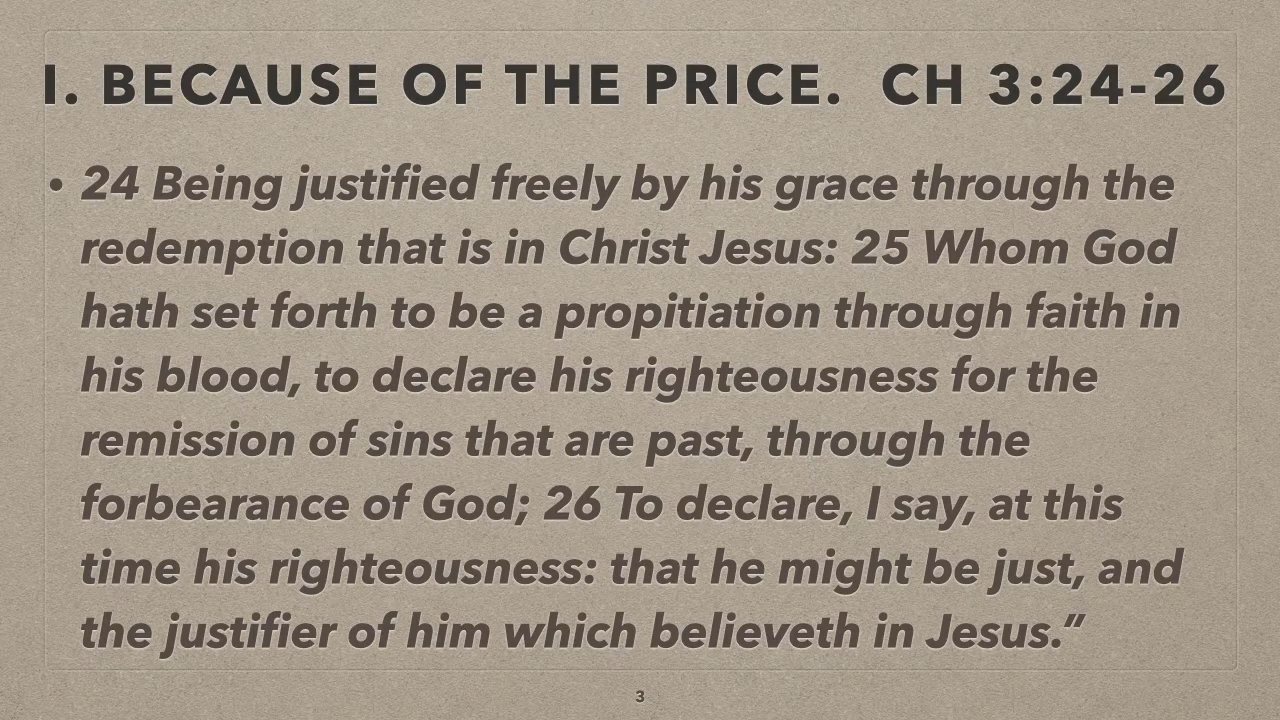 I. BECAUSE OF THE PRICE.  CH 3:24-26
• 24 Being justified freely by his grace through the
redemption that is in Christ Jesus: 25 Whom God
hath set forth to be a propitiation through faith in
his blood, to declare his righteousness for the
remission of sins that are past, through the
forbearance of God; 26 To declare, I say, at this
time his righteousness: that he might be just, and
the justifier of him which believeth in Jesus.”
3